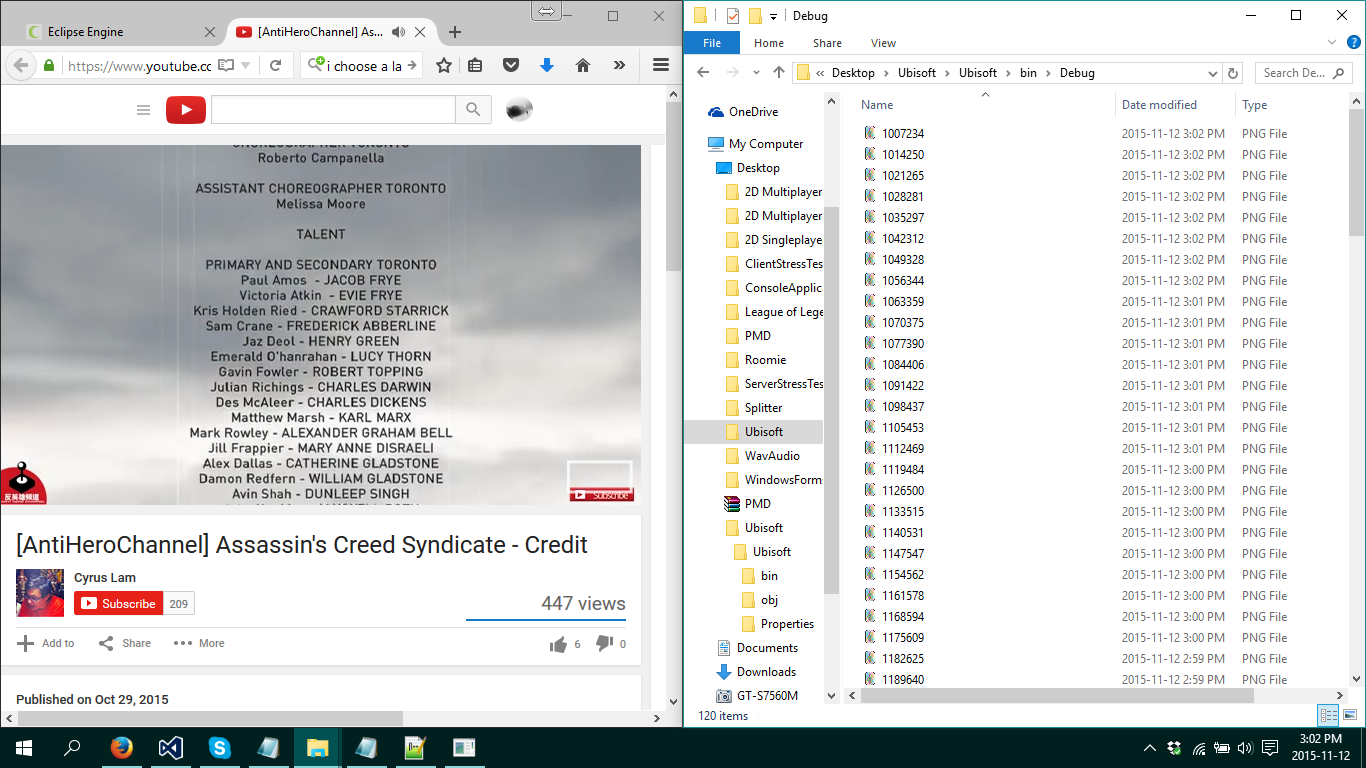 Eclipse Engine
[AntiHeroChannel] As...
https://www.youtube.cc
i choose a la
CHOREOGRAPHER TORONTO
Roberto Campanella
ASSISTANT CHOREOGRAPHER TORONTO
Melissa Moore
TALENT
PRIMARY AND SECONDARY TORONTO
Paul Amos - JACOB FRYE
Victoria Atkin - EVIE FRYE
Kris Holden Ried - CRAWFORD STARRICK
Sam Crane - FREDERICK ABBERLINE
Jaz Deol - HENRY GREEN
Emerald O'hanrahan - LUCY THORN
Gavin Fowler - ROBERT TOPPING
Julian Richings - CHARLES DARWIN
Des McAleer - CHARLES DICKENS
Matthew Marsh - KARL MARX
Mark Rowley - ALEXANDER GRAHAM BELL
Jill Frappier - MARY ANNE DISRAELI
Alex Dallas - CATHERINE GLADSTONE
Damon Redfern - WILLIAM GLADSTONE
Avin Shah - DUNLEEP SINGH
反英雄頻道
Subscribe
[AntiHeroChannel] Assassin's Creed Syndicate - Credit
Cyrus Lam
Subscribe 209
447 views
Add to Share More 6 0
Published on Oct 29, 2015
Debug
File Home Share View
« Desktop > Ubisoft > Ubisoft > bin > Debug
Search De...
OneDrive
My Computer
Desktop
2D Multiplayer
2D Multiplayer
2D Singleplaye
ClientStressTes
ConsoleApplic
League of Lege
PMD
Roomie
ServerStressTes
Splitter
Ubisoft
WavAudio
WindowsForm
PMD
Ubisoft
Ubisoft
bin
obj
Properties
Documents
Downloads
GT-S7560M
Name Date modified Type
1007234 2015-11-12 3:02 PM PNG File
1014250 2015-11-12 3:02 PM PNG File
1021265 2015-11-12 3:02 PM PNG File
1028281 2015-11-12 3:02 PM PNG File
1035297 2015-11-12 3:02 PM PNG File
1042312 2015-11-12 3:02 PM PNG File
1049328 2015-11-12 3:02 PM PNG File
1056344 2015-11-12 3:02 PM PNG File
1063359 2015-11-12 3:01 PM PNG File
1070375 2015-11-12 3:01 PM PNG File
1077390 2015-11-12 3:01 PM PNG File
1084406 2015-11-12 3:01 PM PNG File
1091422 2015-11-12 3:01 PM PNG File
1098437 2015-11-12 3:01 PM PNG File
1105453 2015-11-12 3:01 PM PNG File
1112469 2015-11-12 3:01 PM PNG File
1119484 2015-11-12 3:00 PM PNG File
1126500 2015-11-12 3:00 PM PNG File
1133515 2015-11-12 3:00 PM PNG File
1140531 2015-11-12 3:00 PM PNG File
1147547 2015-11-12 3:00 PM PNG File
1154562 2015-11-12 3:00 PM PNG File
1161578 2015-11-12 3:00 PM PNG File
1168594 2015-11-12 3:00 PM PNG File
1175609 2015-11-12 3:00 PM PNG File
1182625 2015-11-12 2:59 PM PNG File
1189640 2015-11-12 2:59 PM PNG File
120 items
3:02 PM
2015-11-12